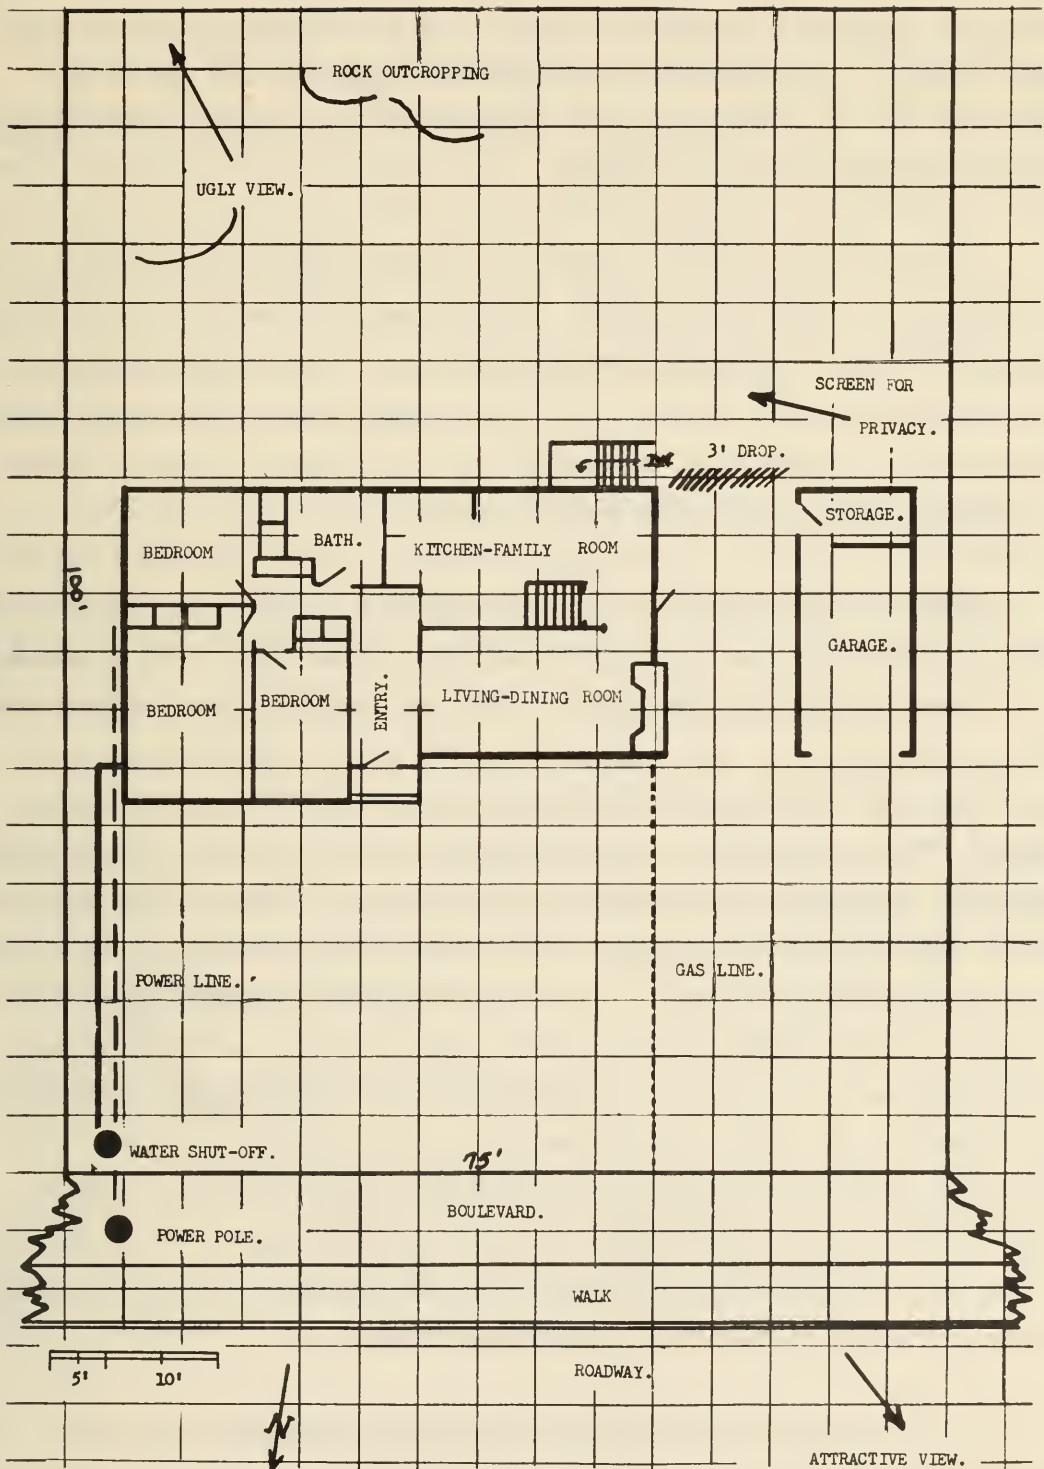 ROCK OUTCROPPING
UGLY VIEW.
SCREEN FOR
PRIVACY.
3' DROP.
STORAGE.
BATH.
BEDROOM
KITCHEN-FAMILY ROOM
GARAGE.
LIVING-DINING ROOM
BEDROOM
BEDROOM
ENTRY.
POWER LINE.
GAS LINE.
WATER SHUT-OFF.
75'
BOULEVARD.
POWER POLE.
WALK
5' 10'
ROADWAY.
N
ATTRACTIVE VIEW.